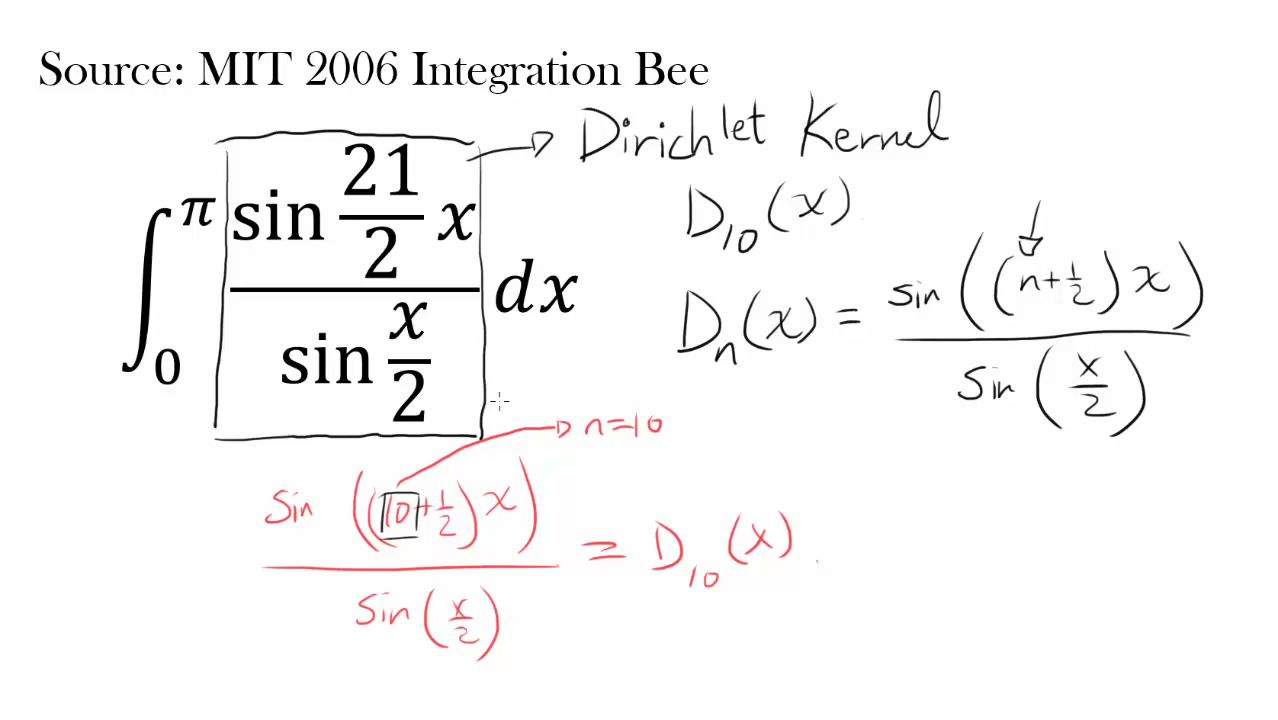 Source: MIT 2006 Integration Bee
→ Dirichlet Kernel
D₁₀(x)
∫₀^π (sin 21/2 x)/(sin x/2) dx
Dₙ(x) = sin((n+1/2)x)/sin(x/2)
→ n=10
sin((10+1/2)x)/sin(x/2) = D₁₀(x).